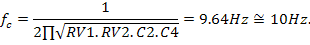 f_c = 1 / (2∏√(RV1.RV2.C2.C4)) = 9.64Hz ≅ 10Hz.